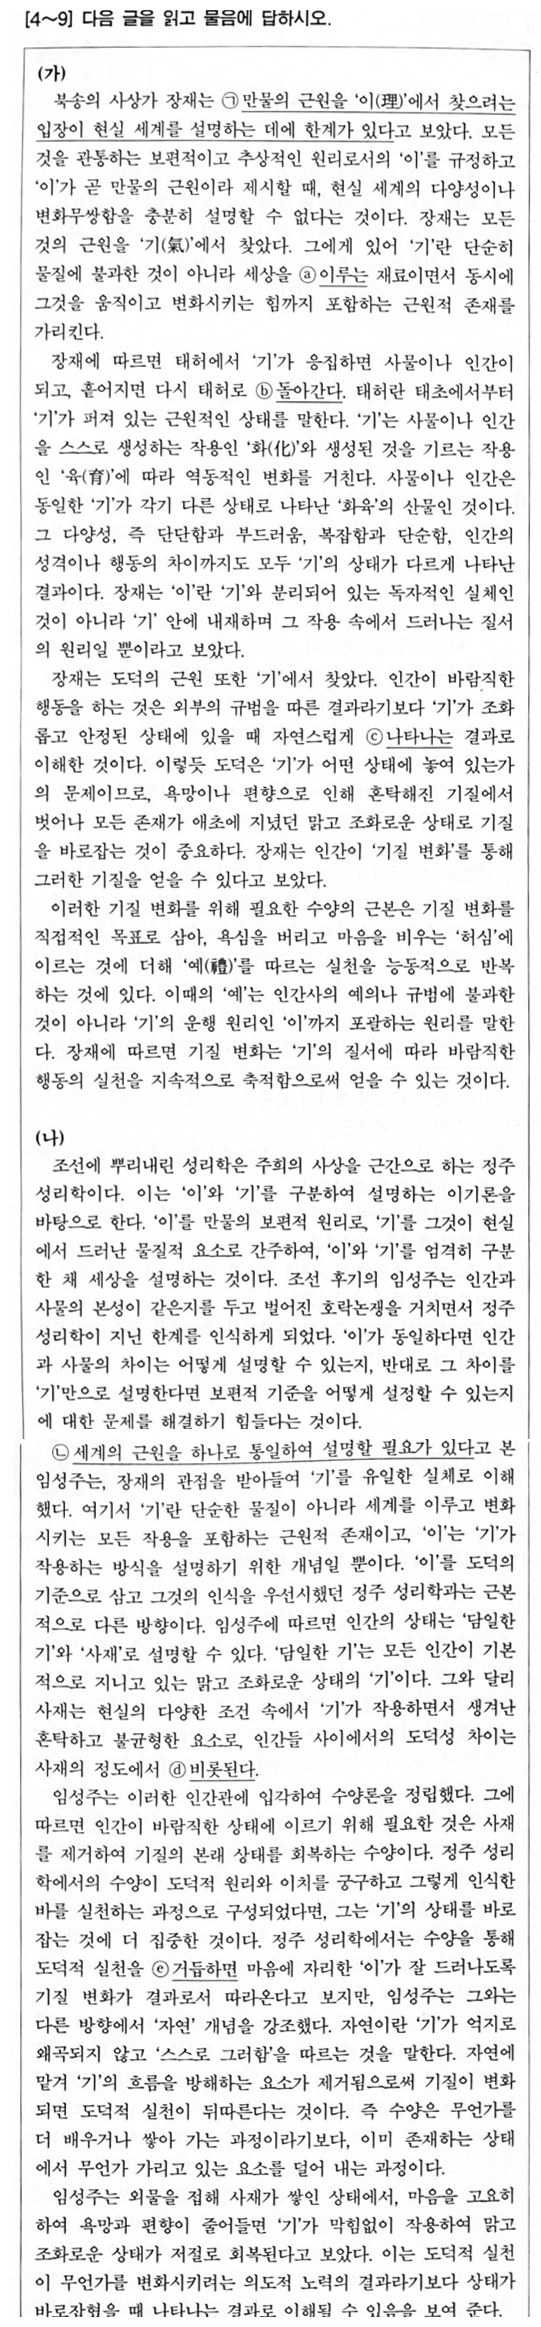 [4~9] 다음 글을 읽고 물음에 답하시오.
(가)
북송의 사상가 장재는 ㉠만물의 근원을 ‘이(理)’에서 찾으려는
입장이 현실 세계를 설명하는 데에 한계가 있다고 보았다. 모든
것을 관통하는 보편적이고 추상적인 원리로서의 ‘이’를 규정하고
‘이’가 곧 만물의 근원이라 제시할 때, 현실 세계의 다양성이나
변화무쌍함을 충분히 설명할 수 없다는 것이다. 장재는 모든
것의 근원을 ‘기(氣)’에서 찾았다. 그에게 있어 ‘기’란 단순히
물질에 불과한 것이 아니라 세상을 ⓐ이루는 재료이면서 동시에
그것을 움직이고 변화시키는 힘까지 포함하는 근원적 존재를
가리킨다.
장재에 따르면 태허에서 ‘기’가 응집하면 사물이나 인간이
되고, 흩어지면 다시 태허로 ⓑ돌아간다. 태허란 태초에서부터
‘기’가 퍼져 있는 근원적인 상태를 말한다. ‘기’는 사물이나 인간
을 스스로 생성하는 작용인 ‘화(化)’와 생성된 것을 기르는 작용
인 ‘육(育)’에 따라 역동적인 변화를 거친다. 사물이나 인간은
동일한 ‘기’가 각기 다른 상태로 나타난 ‘화육’의 산물인 것이다.
그 다양성, 즉 단단함과 부드러움, 복잡함과 단순함, 인간의
성격이나 행동의 차이까지도 모두 ‘기’의 상태가 다르게 나타난
결과이다. 장재는 ‘이’란 ‘기’와 분리되어 있는 독자적인 실체인
것이 아니라 ‘기’ 안에 내재하며 그 작용 속에서 드러나는 질서
의 원리일 뿐이라고 보았다.
장재는 도덕의 근원 또한 ‘기’에서 찾았다. 인간이 바람직한
행동을 하는 것은 외부의 규범을 따른 결과라기보다 ‘기’가 조화
롭고 안정된 상태에 있을 때 자연스럽게 ⓒ나타나는 결과로
이해한 것이다. 이렇듯 도덕은 ‘기’가 어떤 상태에 놓여 있는가
의 문제이므로, 욕망이나 편향으로 인해 혼탁해진 기질에서
벗어나 모든 존재가 애초에 지녔던 맑고 조화로운 상태로 기질
을 바로잡는 것이 중요하다. 장재는 인간이 ‘기질 변화’를 통해
그러한 기질을 얻을 수 있다고 보았다.
이러한 기질 변화를 위해 필요한 수양의 근본은 기질 변화를
직접적인 목표로 삼아, 욕심을 버리고 마음을 비우는 ‘허심’에
이르는 것에 더해 ‘예(禮)’를 따르는 실천을 능동적으로 반복
하는 것에 있다. 이때의 ‘예’는 인간사의 예의나 규범에 불과한
것이 아니라 ‘기’의 운행 원리인 ‘이’까지 포괄하는 원리를 말한
다. 장재에 따르면 기질 변화는 ‘기’의 질서에 따라 바람직한
행동의 실천을 지속적으로 축적함으로써 얻을 수 있는 것이다.
(나)
조선에 뿌리내린 성리학은 주희의 사상을 근간으로 하는 정주
성리학이다. 이는 ‘이’와 ‘기’를 구분하여 설명하는 이기론을
바탕으로 한다. ‘이’를 만물의 보편적 원리로, ‘기’를 그것이 현실
에서 드러난 물질적 요소로 간주하여, ‘이’와 ‘기’를 엄격히 구분
한 채 세상을 설명하는 것이다. 조선 후기의 임성주는 인간과
사물의 본성이 같은지를 두고 벌어진 호락논쟁을 거치면서 정주
성리학이 지닌 한계를 인식하게 되었다. ‘이’가 동일하다면 인간
과 사물의 차이는 어떻게 설명할 수 있는지, 반대로 그 차이를
‘기’만으로 설명한다면 보편적 기준을 어떻게 설정할 수 있는지
에 대한 문제를 해결하기 힘들다는 것이다.
㉡세계의 근원을 하나로 통일하여 설명할 필요가 있다고 본
임성주는, 장재의 관점을 받아들여 ‘기’를 유일한 실체로 이해
했다. 여기서 ‘기’란 단순한 물질이 아니라 세계를 이루고 변화
시키는 모든 작용을 포함하는 근원적 존재이고, ‘이’는 ‘기’가
작용하는 방식을 설명하기 위한 개념일 뿐이다. ‘이’를 도덕의
기준으로 삼고 그것의 인식을 우선시했던 정주 성리학과는 근본
적으로 다른 방향이다. 임성주에 따르면 인간의 상태는 ‘담일한
기’와 ‘사재’로 설명할 수 있다. ‘담일한 기’는 모든 인간이 기본
적으로 지니고 있는 맑고 조화로운 상태의 ‘기’이다. 그와 달리
사재는 현실의 다양한 조건 속에서 ‘기’가 작용하면서 생겨난
혼탁하고 불균형한 요소로, 인간들 사이에서의 도덕성 차이는
사재의 정도에서 ⓓ비롯된다.
임성주는 이러한 인간관에 입각하여 수양론을 정립했다. 그에
따르면 인간이 바람직한 상태에 이르기 위해 필요한 것은 사재
를 제거하여 기질의 본래 상태를 회복하는 수양이다. 정주 성리
학에서의 수양이 도덕적 원리와 이치를 궁구하고 그렇게 인식한
바를 실천하는 과정으로 구성되었다면, 그는 ‘기’의 상태를 바로
잡는 것에 더 집중한 것이다. 정주 성리학에서는 수양을 통해
도덕적 실천을 ⓔ거듭하면 마음에 자리한 ‘이’가 잘 드러나도록
기질 변화가 결과로서 따라온다고 보지만, 임성주는 그와는
다른 방향에서 ‘자연’ 개념을 강조했다. 자연이란 ‘기’가 억지로
왜곡되지 않고 ‘스스로 그러함’을 따르는 것을 말한다. 자연에
맡겨 ‘기’의 흐름을 방해하는 요소가 제거됨으로써 기질이 변화
되면 도덕적 실천이 뒤따른다는 것이다. 즉 수양은 무언가를
더 배우거나 쌓아 가는 과정이라기보다, 이미 존재하는 상태
에서 무언가 가리고 있는 요소를 덜어 내는 과정이다.
임성주는 외물을 접해 사재가 쌓인 상태에서, 마음을 고요히
하여 욕망과 편향이 줄어들면 ‘기’가 막힘없이 작용하여 맑고
조화로운 상태가 저절로 회복된다고 보았다. 이는 도덕적 실천
이 무언가를 변화시키려는 의도적 노력의 결과라기보다 상태가
바로잡혔을 때 나타나는 결과로 이해될 수 있음을 보여 준다.